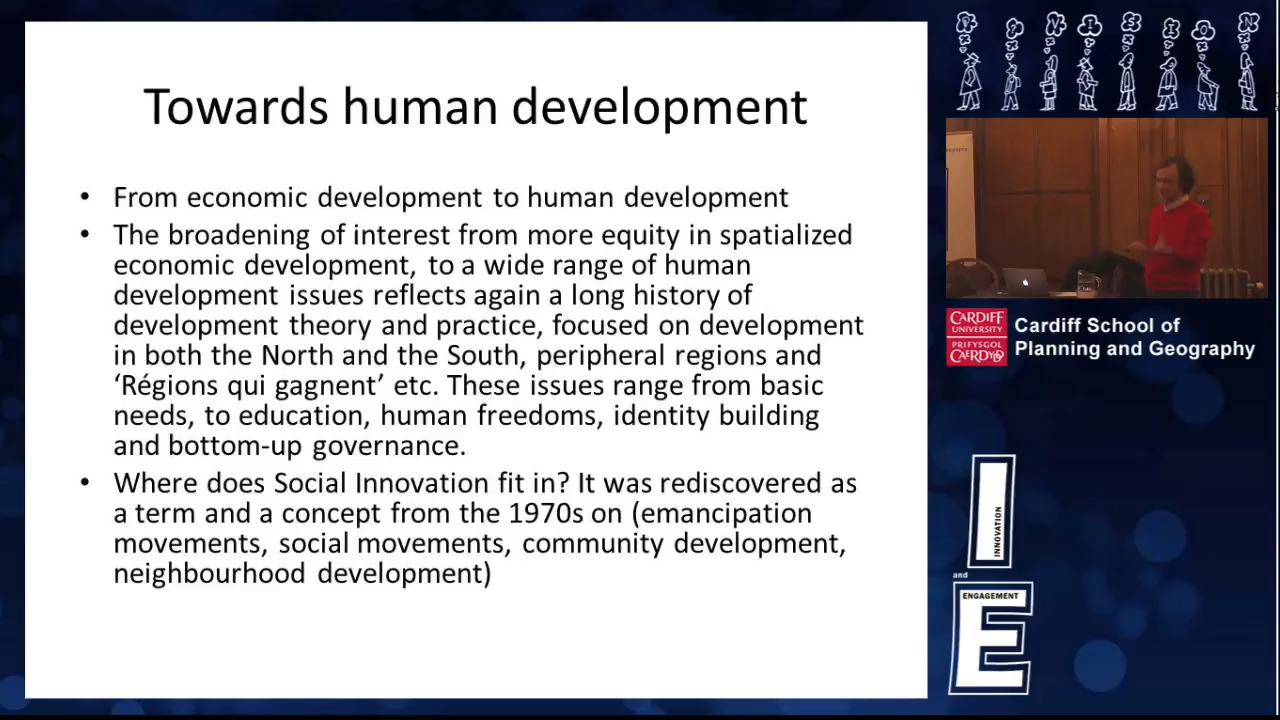 Towards human development
• From economic development to human development
• The broadening of interest from more equity in spatialized
economic development, to a wide range of human
development issues reflects again a long history of
development theory and practice, focused on development
in both the North and the South, peripheral regions and
‘Régions qui gagnent’ etc. These issues range from basic
needs, to education, human freedoms, identity building
and bottom-up governance.
• Where does Social Innovation fit in? It was rediscovered as
a term and a concept from the 1970s on (emancipation
movements, social movements, community development,
neighbourhood development)
CARDIFF
UNIVERSITY
PRIFYSGOL
CAERDYDD
Cardiff School of
Planning and Geography
I
INNOVATION
and
ENGAGEMENT
E